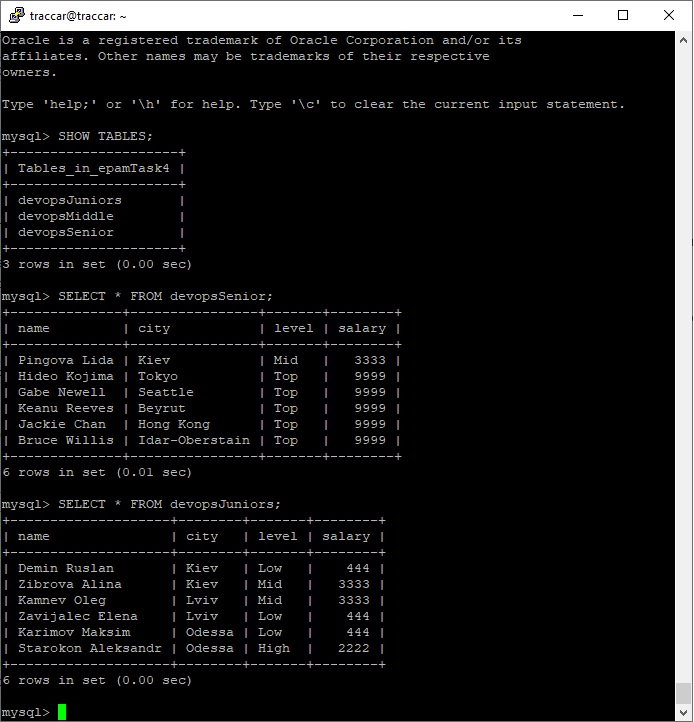 traccar@traccar: ~
Oracle is a registered trademark of Oracle Corporation and/or its
affiliates. Other names may be trademarks of their respective
owners.

Type 'help;' or '\h' for help. Type '\c' to clear the current input statement.

mysql> SHOW TABLES;
+---------------------+
| Tables_in_epamTask4 |
+---------------------+
| devopsJuniors       |
| devopsMiddle        |
| devopsSenior        |
+---------------------+
3 rows in set (0.00 sec)

mysql> SELECT * FROM devopsSenior;
+--------------+----------------+-------+--------+
| name         | city           | level | salary |
+--------------+----------------+-------+--------+
| Pingova Lida | Kiev           | Mid   |   3333 |
| Hideo Kojima | Tokyo          | Top   |   9999 |
| Gabe Newell  | Seattle        | Top   |   9999 |
| Keanu Reeves | Beyrut         | Top   |   9999 |
| Jackie Chan  | Hong Kong      | Top   |   9999 |
| Bruce Willis | Idar-Oberstain | Top   |   9999 |
+--------------+----------------+-------+--------+
6 rows in set (0.01 sec)

mysql> SELECT * FROM devopsJuniors;
+--------------------+--------+-------+--------+
| name               | city   | level | salary |
+--------------------+--------+-------+--------+
| Demin Ruslan       | Kiev   | Low   |    444 |
| Zibrova Alina      | Kiev   | Mid   |   3333 |
| Kamnev Oleg        | Lviv   | Mid   |   3333 |
| Zavijalec Elena    | Lviv   | Low   |    444 |
| Karimov Maksim     | Odessa | Low   |    444 |
| Starokon Aleksandr | Odessa | High  |   2222 |
+--------------------+--------+-------+--------+
6 rows in set (0.00 sec)

mysql>